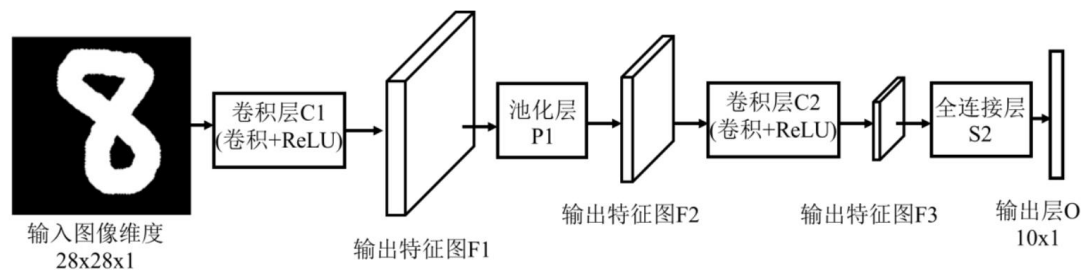 卷积层C1
(卷积+ReLU)
池化层
P1
卷积层C2
(卷积+ReLU)
全连接层
S2
输入图像维度
28x28x1
输出特征图F1
输出特征图F2
输出特征图F3
输出层O
10x1